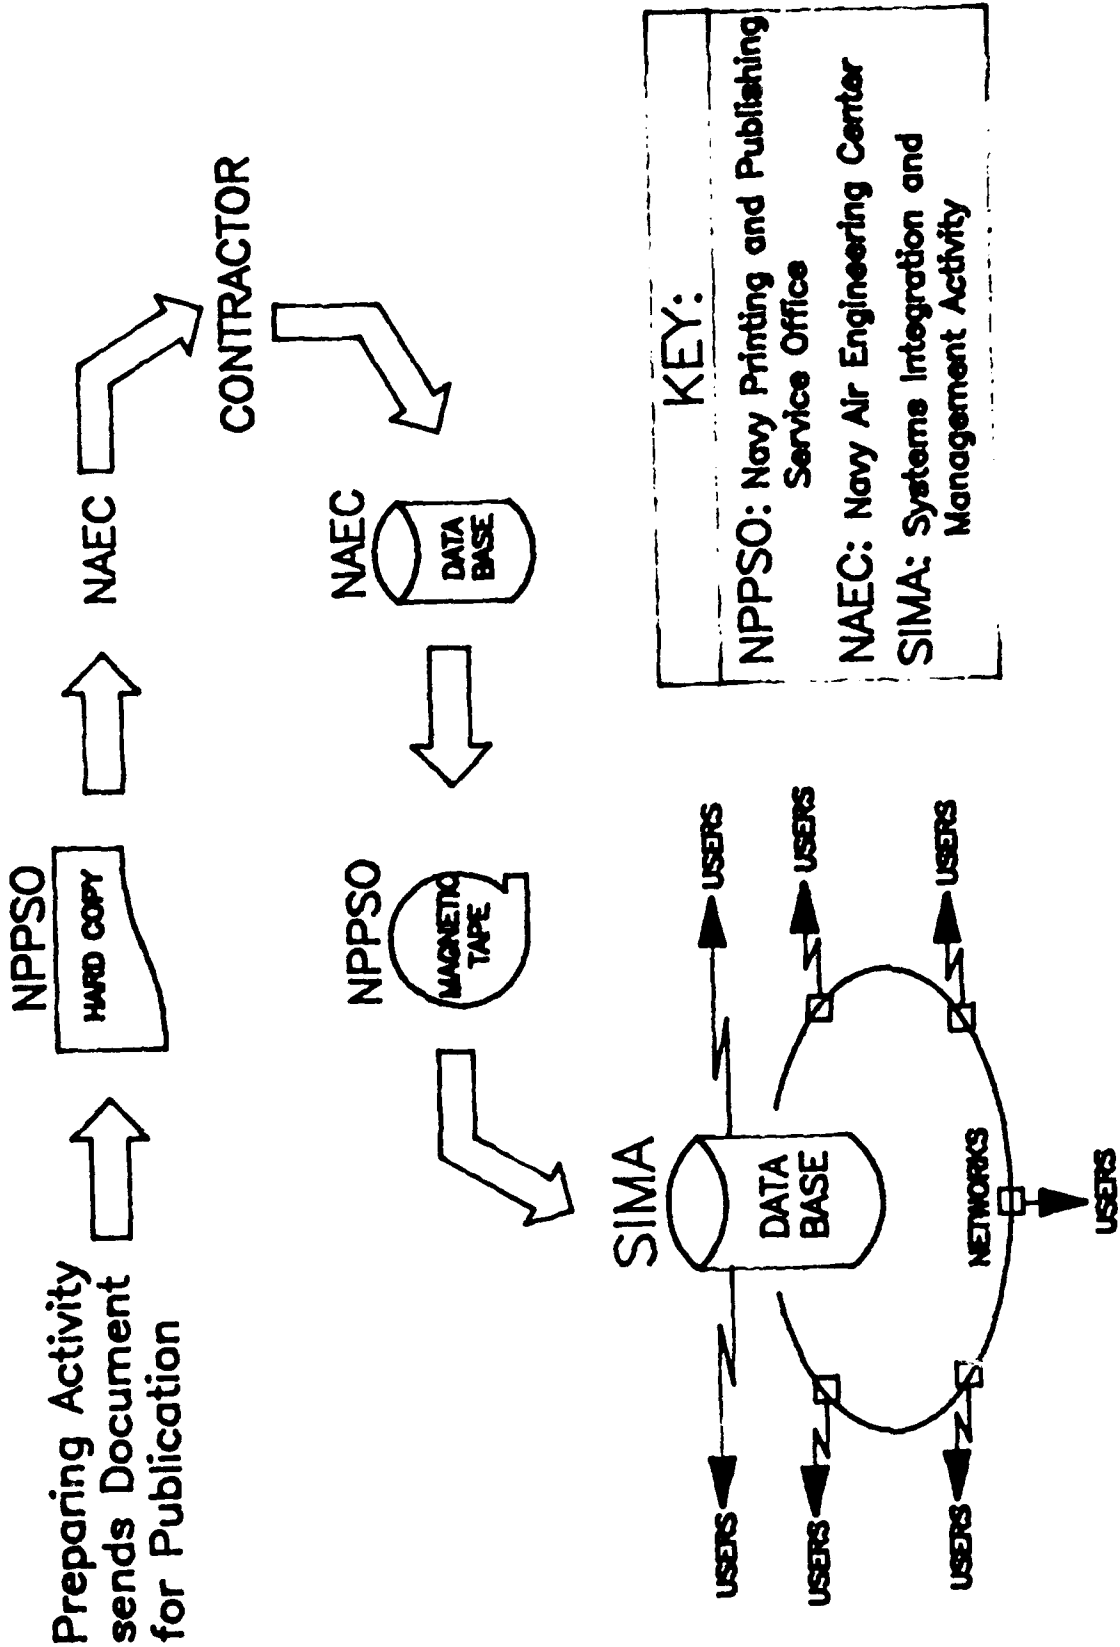 Preparing Activity
sends Document
for Publication
NPPSO
HARD COPY
NAEC
CONTRACTOR
NAEC
DATA
BASE
NPPSO
MAGNETIC
TAPE
SIMA
DATA
BASE
USERS
USERS
USERS
USERS
USERS
USERS
USERS
NETWORKS
KEY:
NPPSO: Navy Printing and Publishing
Service Office
NAEC: Navy Air Engineering Center
SIMA: Systems Integration and
Management Activity